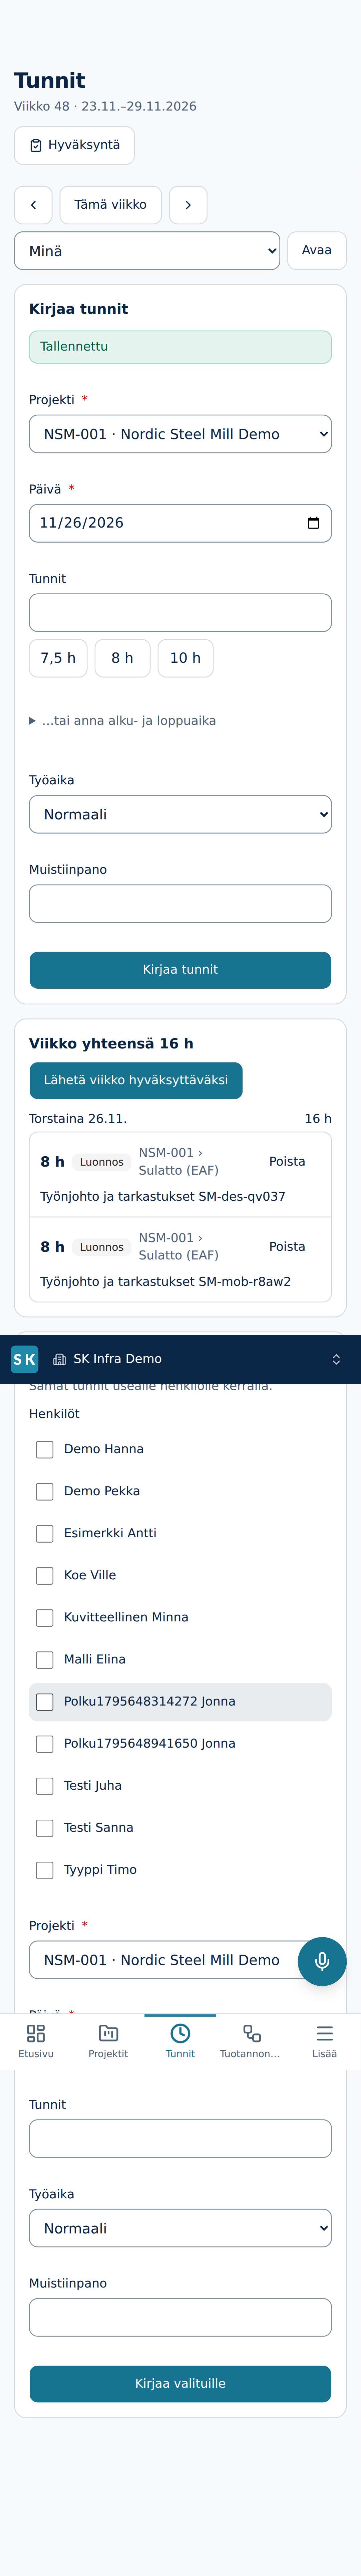 Tunnit
Viikko 48 · 23.11.–29.11.2026
Hyväksyntä
Tämä viikko
Minä
Avaa
Kirjaa tunnit
Tallennettu
Projekti *
NSM-001 · Nordic Steel Mill Demo
Päivä *
11/26/2026
Tunnit
7,5 h
8 h
10 h
…tai anna alku- ja loppuaika
Työaika
Normaali
Muistiinpano
Kirjaa tunnit
Viikko yhteensä 16 h
Lähetä viikko hyväksyttäväksi
Torstaina 26.11. 16 h
8 h Luonnos NSM-001 ›
Sulatto (EAF) Poista
Työnjohto ja tarkastukset SM-des-qv037
8 h Luonnos NSM-001 ›
Sulatto (EAF) Poista
Työnjohto ja tarkastukset SM-mob-r8aw2
SK SK Infra Demo
Samat tunnit usealle henkilölle kerralla.
Henkilöt
Demo Hanna
Demo Pekka
Esimerkki Antti
Koe Ville
Kuvitteellinen Minna
Malli Elina
Polku1795648314272 Jonna
Polku1795648941650 Jonna
Testi Juha
Testi Sanna
Tyyppi Timo
Projekti *
NSM-001 · Nordic Steel Mill Demo
Päivä *
Etusivu
Projektit
Tunnit
Tuotannon…
Lisää
Tunnit
Työaika
Normaali
Muistiinpano
Kirjaa valituille